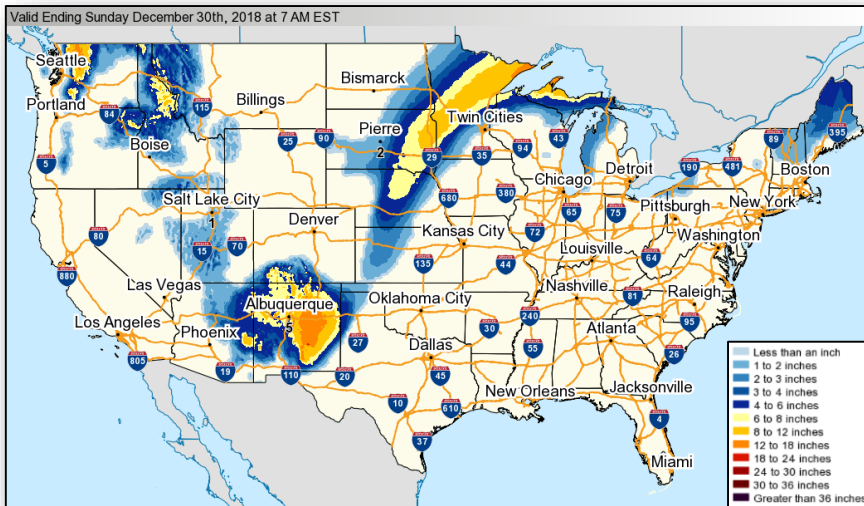 Valid Ending Sunday December 30th, 2018 at 7 AM EST
Seattle
Portland
84
115
Billings
Bismarck
Boise
5
25
90
Pierre
2
29
Twin Cities
35
94
43
89
395
Salt Lake City
1
80
15
70
Denver
680
380
Chicago
Detroit
190
481
Boston
Pittsburgh
New York
Washington
Kansas City
135
72
65
75
Louisville
64
44
880
Las Vegas
Los Angeles
805
Phoenix
19
Albuquerque
5
110
27
20
Oklahoma City
240
30
Nashville
81
Raleigh
95
Dallas
45
55
Atlanta
26
10
610
37
New Orleans
Jacksonville
4
Miami
Less than an inch
1 to 2 inches
2 to 3 inches
3 to 4 inches
4 to 6 inches
6 to 8 inches
8 to 12 inches
12 to 18 inches
18 to 24 inches
24 to 30 inches
30 to 36 inches
Greater than 36 inches